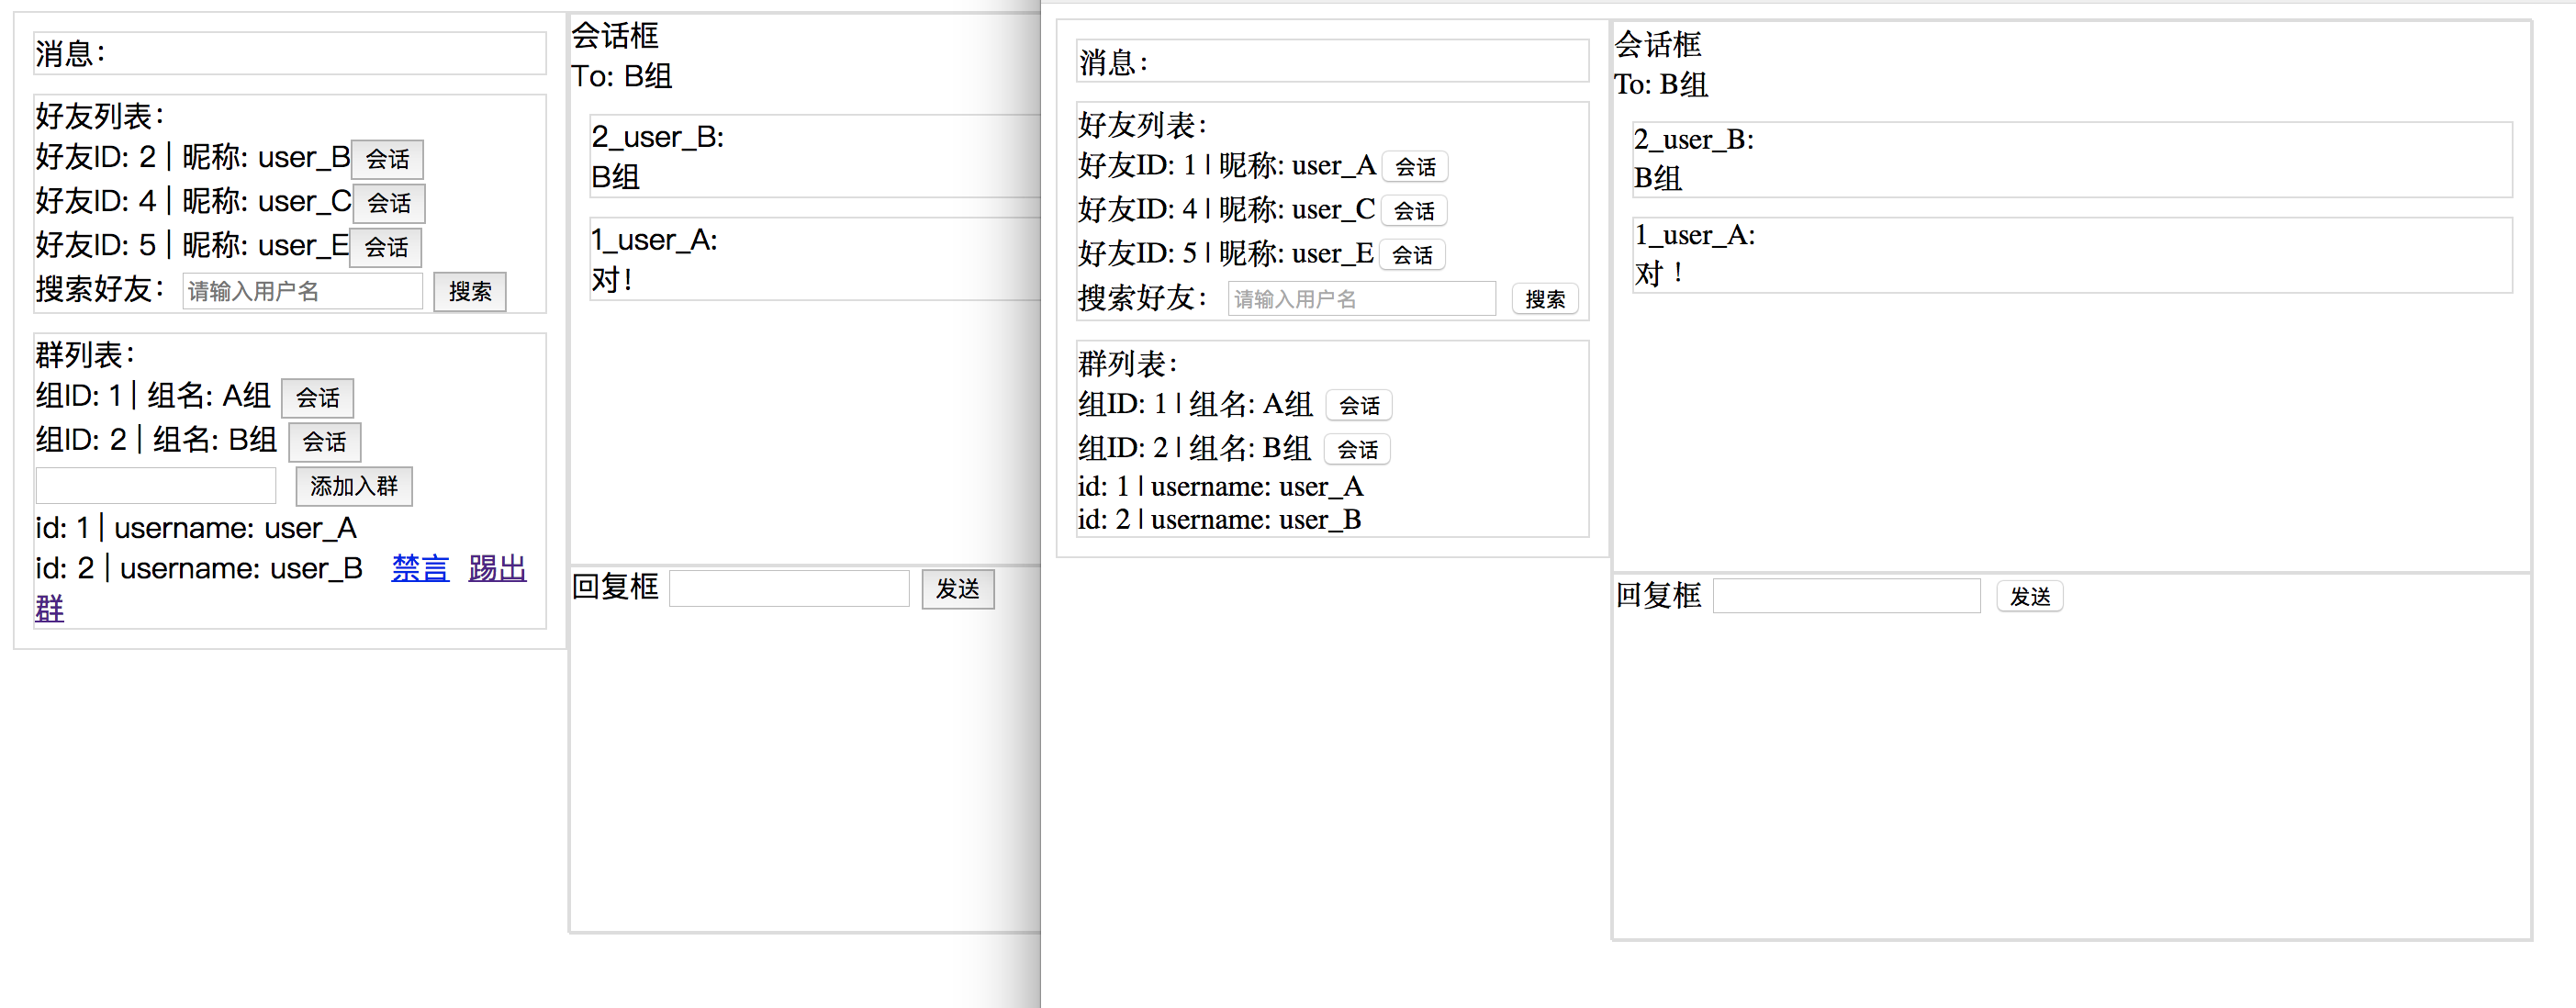 消息：
好友列表：
好友ID: 2 | 昵称: user_B 会话
好友ID: 4 | 昵称: user_C 会话
好友ID: 5 | 昵称: user_E 会话
搜索好友： 请输入用户名 搜索
群列表：
组ID: 1 | 组名: A组 会话
组ID: 2 | 组名: B组 会话
添加入群
id: 1 | username: user_A
id: 2 | username: user_B 禁言 踢出
群
会话框
To: B组
2_user_B:
B组
1_user_A:
对！
回复框 发送
消息：
好友列表：
好友ID: 1 | 昵称: user_A 会话
好友ID: 4 | 昵称: user_C 会话
好友ID: 5 | 昵称: user_E 会话
搜索好友： 请输入用户名 搜索
群列表：
组ID: 1 | 组名: A组 会话
组ID: 2 | 组名: B组 会话
id: 1 | username: user_A
id: 2 | username: user_B
会话框
To: B组
2_user_B:
B组
1_user_A:
对！
回复框 发送